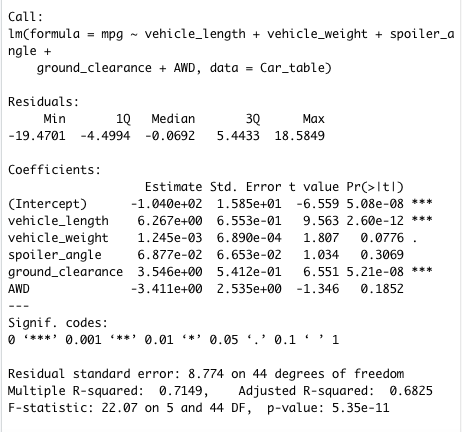 Call:
lm(formula = mpg ~ vehicle_length + vehicle_weight + spoiler_a
ngle +
    ground_clearance + AWD, data = Car_table)

Residuals:
     Min       1Q   Median       3Q      Max
-19.4701  -4.4994  -0.0692   5.4433  18.5849

Coefficients:
                   Estimate Std. Error t value Pr(>|t|)
(Intercept)      -1.040e+02  1.585e+01  -6.559 5.08e-08 ***
vehicle_length    6.267e+00  6.553e-01   9.563 2.60e-12 ***
vehicle_weight    1.245e-03  6.890e-04   1.807   0.0776 .
spoiler_angle     6.877e-02  6.653e-02   1.034   0.3069
ground_clearance  3.546e+00  5.412e-01   6.551 5.21e-08 ***
AWD              -3.411e+00  2.535e+00  -1.346   0.1852
---
Signif. codes:
0 ‘***’ 0.001 ‘**’ 0.01 ‘*’ 0.05 ‘.’ 0.1 ‘ ’ 1

Residual standard error: 8.774 on 44 degrees of freedom
Multiple R-squared:  0.7149,    Adjusted R-squared:  0.6825
F-statistic: 22.07 on 5 and 44 DF,  p-value: 5.35e-11